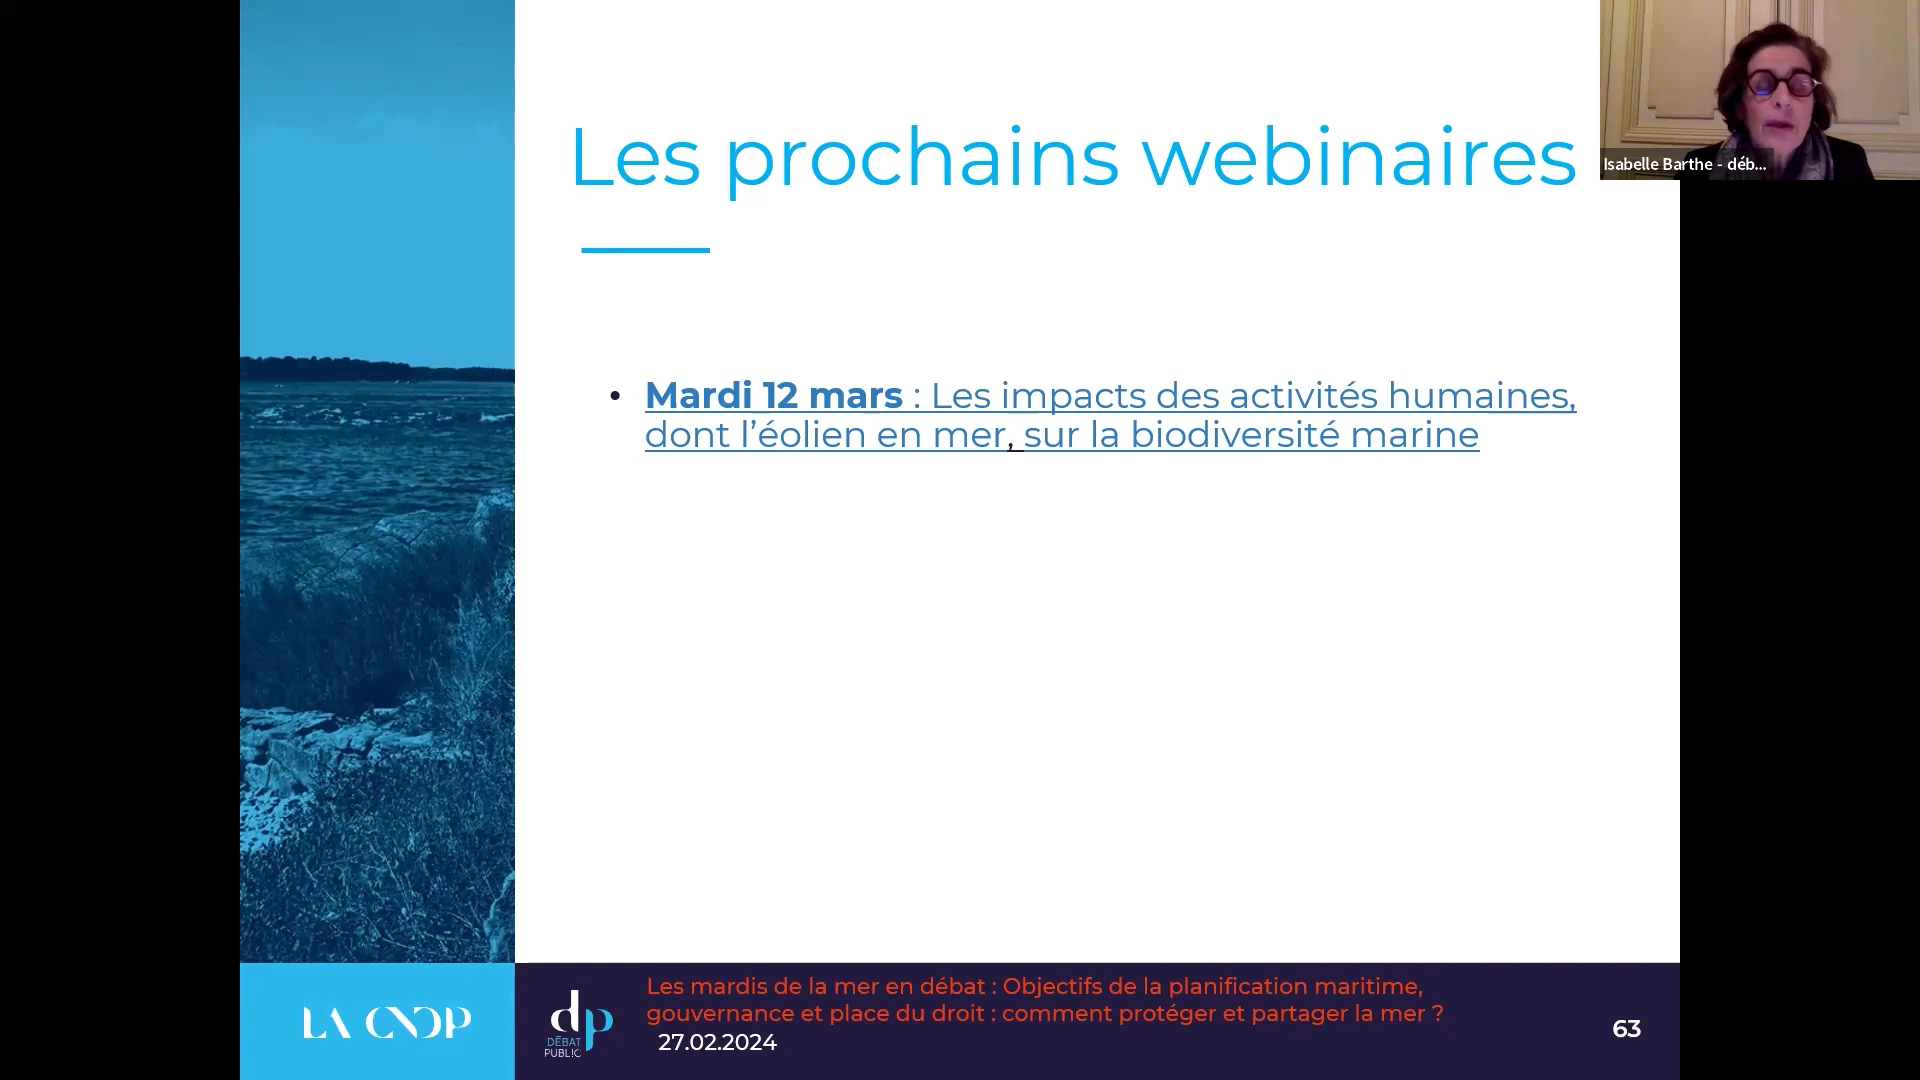 Les prochains webinaires
Isabelle Barthe - déb...
• Mardi 12 mars : Les impacts des activités humaines,
dont l’éolien en mer, sur la biodiversité marine
LA CNDP
dp
DÉBAT
PUBLIC
Les mardis de la mer en débat : Objectifs de la planification maritime,
gouvernance et place du droit : comment protéger et partager la mer ?
27.02.2024
63